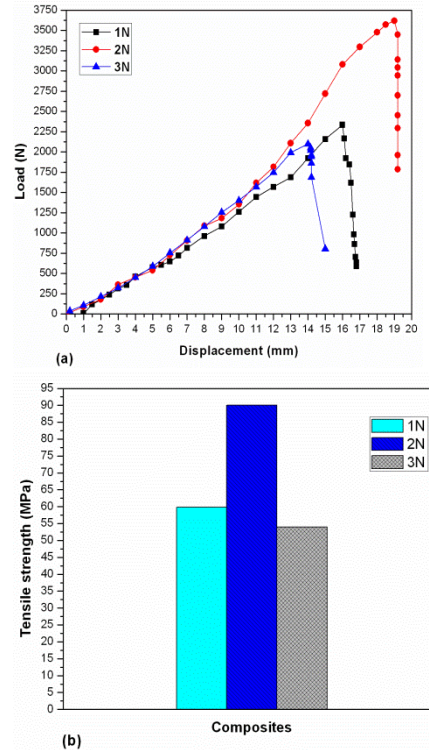 3750
3500
3250
3000
2750
2500
2250
2000
1750
1500
1250
1000
750
500
250
0
Load (N)
1N
2N
3N
0 1 2 3 4 5 6 7 8 9 10 11 12 13 14 15 16 17 18 19 20
Displacement (mm)
(a)
95
90
85
80
75
70
65
60
55
50
45
40
35
30
25
20
15
10
5
0
Tensile strength (MPa)
1N
2N
3N
Composites
(b)